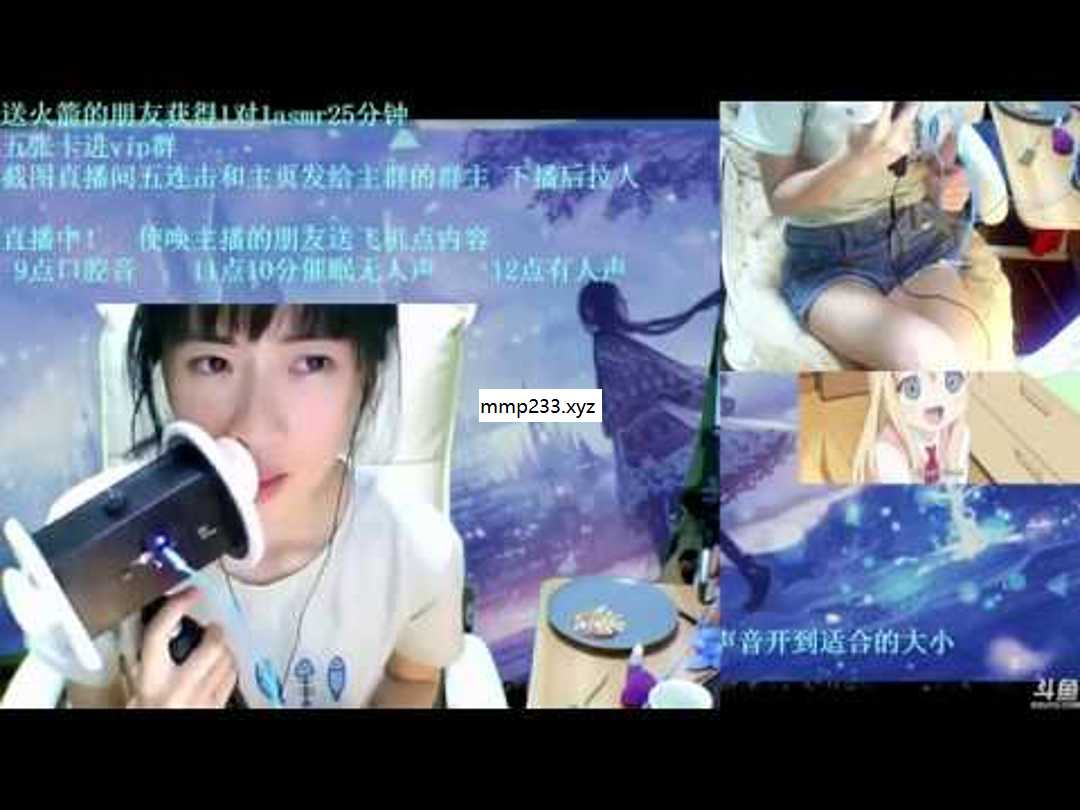 送火箭的朋友获得1对1asmr25分钟
五张卡进vip群
截图直播间五连击和主页发给主群的群主 下播后拉人
直播中! 使唤主播的朋友送飞机点内容
9点口腔音 11点10分催眠无人声 12点有人声
mmp233.xyz
声音开到适合的大小
斗鱼